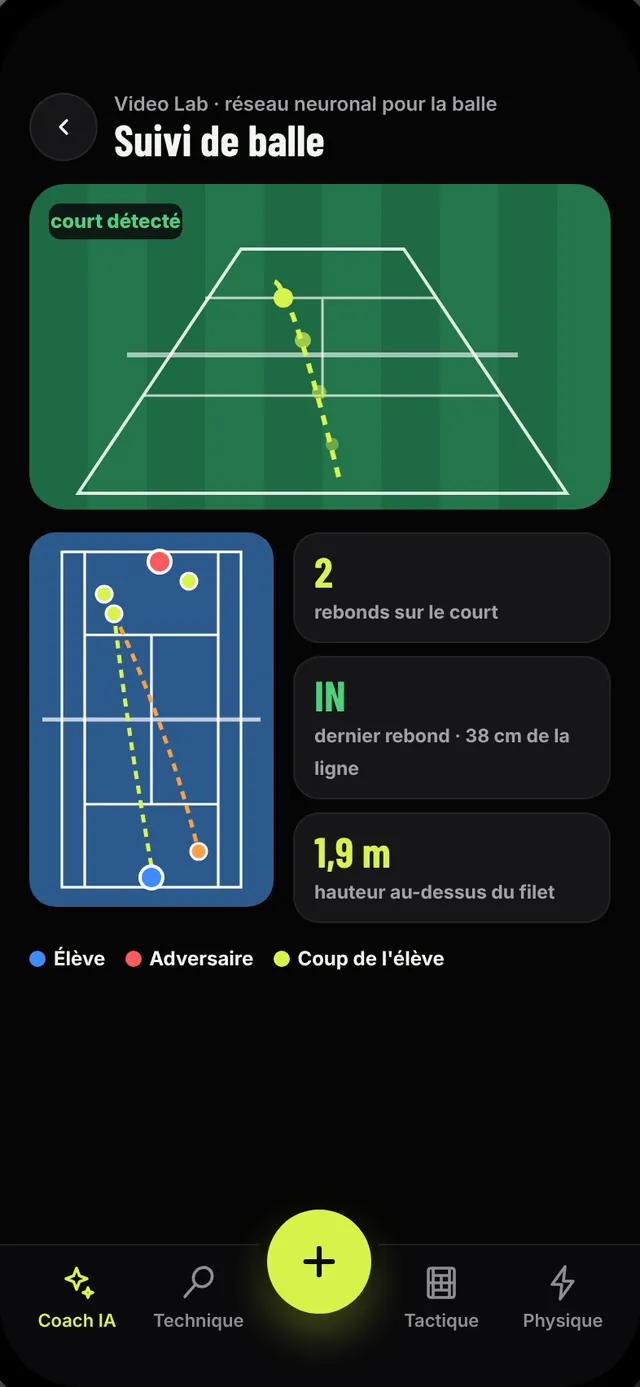 Video Lab · réseau neuronal pour la balle
Suivi de balle
court détecté
2
rebonds sur le court
IN
dernier rebond · 38 cm de la
ligne
1,9 m
hauteur au-dessus du filet
Élève
Adversaire
Coup de l'élève
Coach IA
Technique
Tactique
Physique